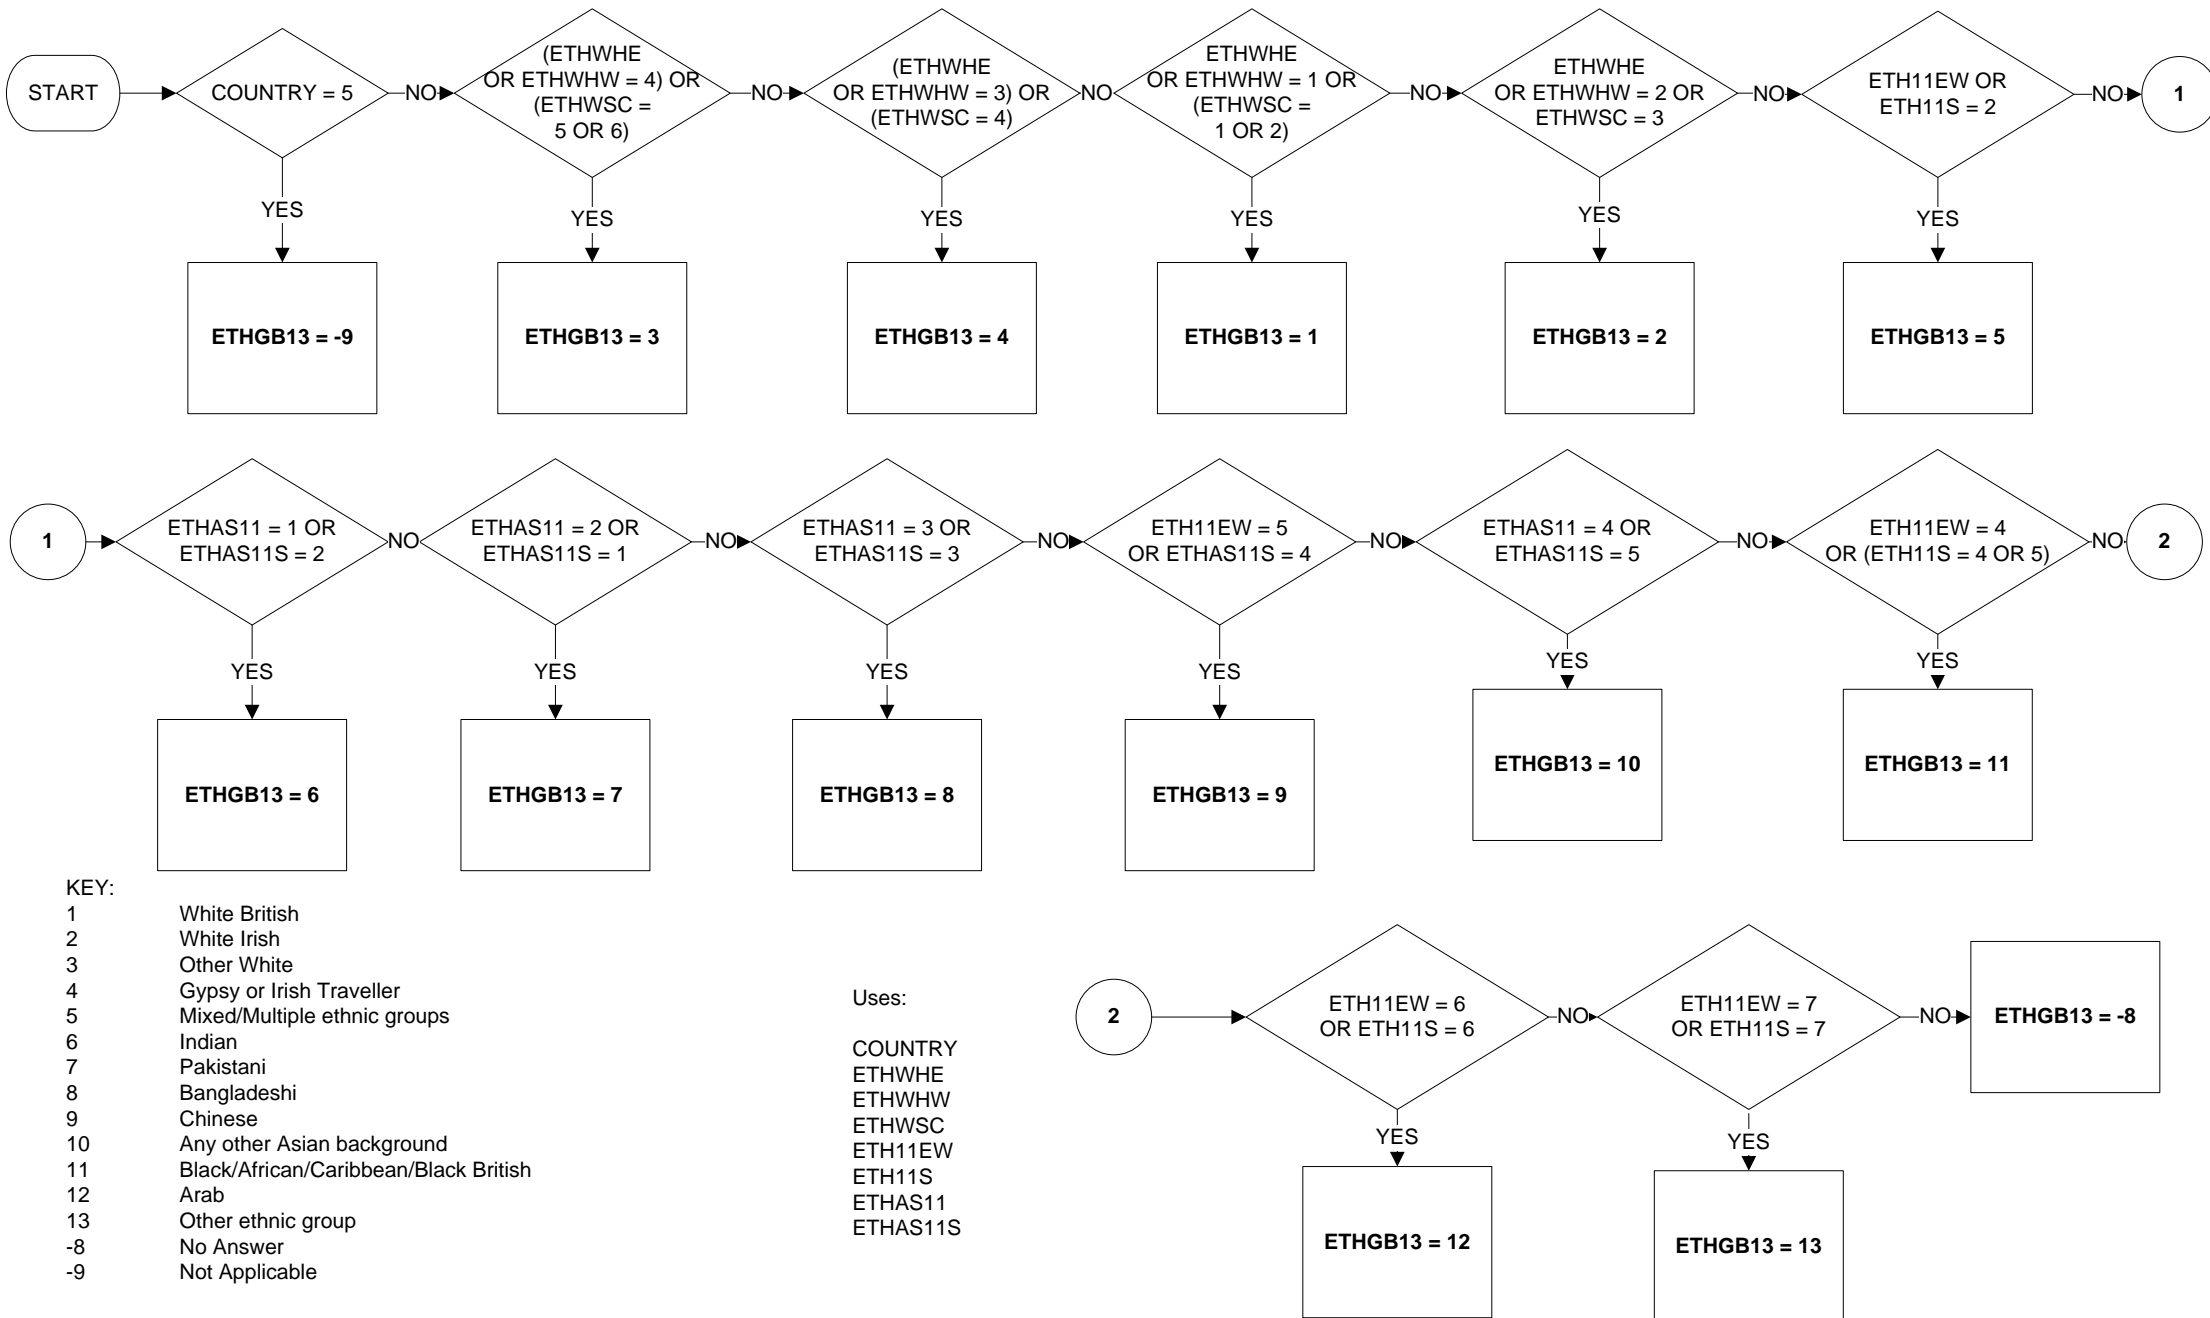 START
COUNTRY = 5
NO
(ETHWHE
OR ETHWHW = 4) OR
(ETHWSC =
5 OR 6)
NO
(ETHWHE
OR ETHWHW = 3) OR
(ETHWSC = 4)
NO
ETHWHE
OR ETHWHW = 1 OR
(ETHWSC =
1 OR 2)
NO
ETHWHE
OR ETHWHW = 2 OR
ETHWSC = 3
NO
ETH11EW OR
ETH11S = 2
NO
1
YES
YES
YES
YES
YES
YES
ETHGB13 = -9
ETHGB13 = 3
ETHGB13 = 4
ETHGB13 = 1
ETHGB13 = 2
ETHGB13 = 5
1
ETHAS11 = 1 OR
ETHAS11S = 2
NO
ETHAS11 = 2 OR
ETHAS11S = 1
NO
ETHAS11 = 3 OR
ETHAS11S = 3
NO
ETH11EW = 5
OR ETHAS11S = 4
NO
ETHAS11 = 4 OR
ETHAS11S = 5
NO
ETH11EW = 4
OR (ETH11S = 4 OR 5)
NO
2
YES
YES
YES
YES
YES
YES
ETHGB13 = 6
ETHGB13 = 7
ETHGB13 = 8
ETHGB13 = 9
ETHGB13 = 10
ETHGB13 = 11
KEY:
1 White British
2 White Irish
3 Other White
4 Gypsy or Irish Traveller
5 Mixed/Multiple ethnic groups
6 Indian
7 Pakistani
8 Bangladeshi
9 Chinese
10 Any other Asian background
11 Black/African/Caribbean/Black British
12 Arab
13 Other ethnic group
-8 No Answer
-9 Not Applicable
Uses:
COUNTRY
ETHWHE
ETHWHW
ETHWSC
ETH11EW
ETH11S
ETHAS11
ETHAS11S
2
ETH11EW = 6
OR ETH11S = 6
NO
ETH11EW = 7
OR ETH11S = 7
NO
ETHGB13 = -8
YES
YES
ETHGB13 = 12
ETHGB13 = 13